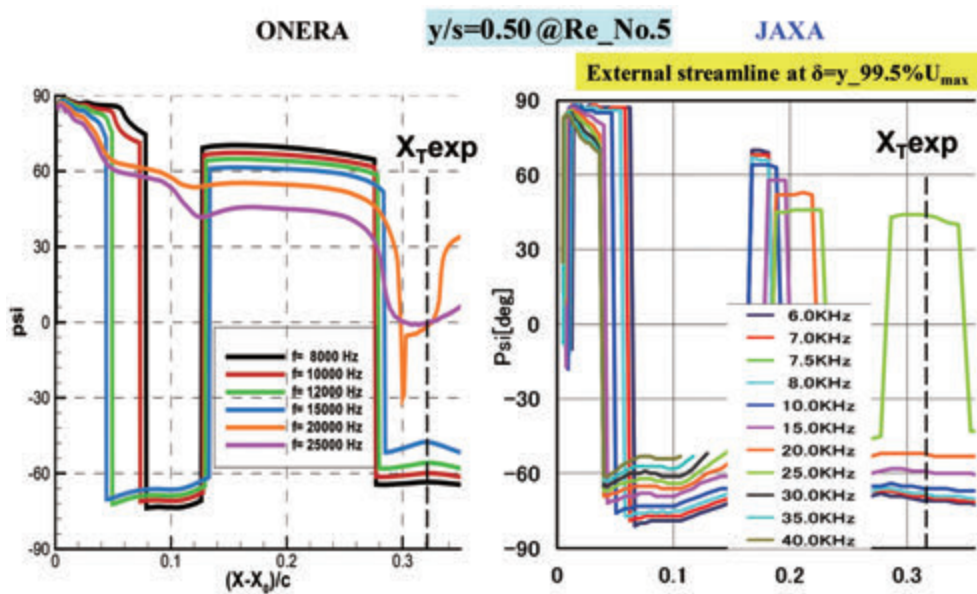 ONERA
y/s=0.50 @Re_No.5
JAXA
External streamline at δ=y_99.5%Umax
90
60
30
0
-30
-60
-90
psi
0
0.1
0.2
0.3
(X-X0)/c
XTexp
f= 8000 Hz
f= 10000 Hz
f= 12000 Hz
f= 15000 Hz
f= 20000 Hz
f= 25000 Hz
90
60
30
0
−30
−60
−90
Psi[deg]
0
0.1
0.2
0.3
XTexp
6.0KHz
7.0KHz
7.5KHz
8.0KHz
10.0KHz
15.0KHz
20.0KHz
25.0KHz
30.0KHz
35.0KHz
40.0KHz